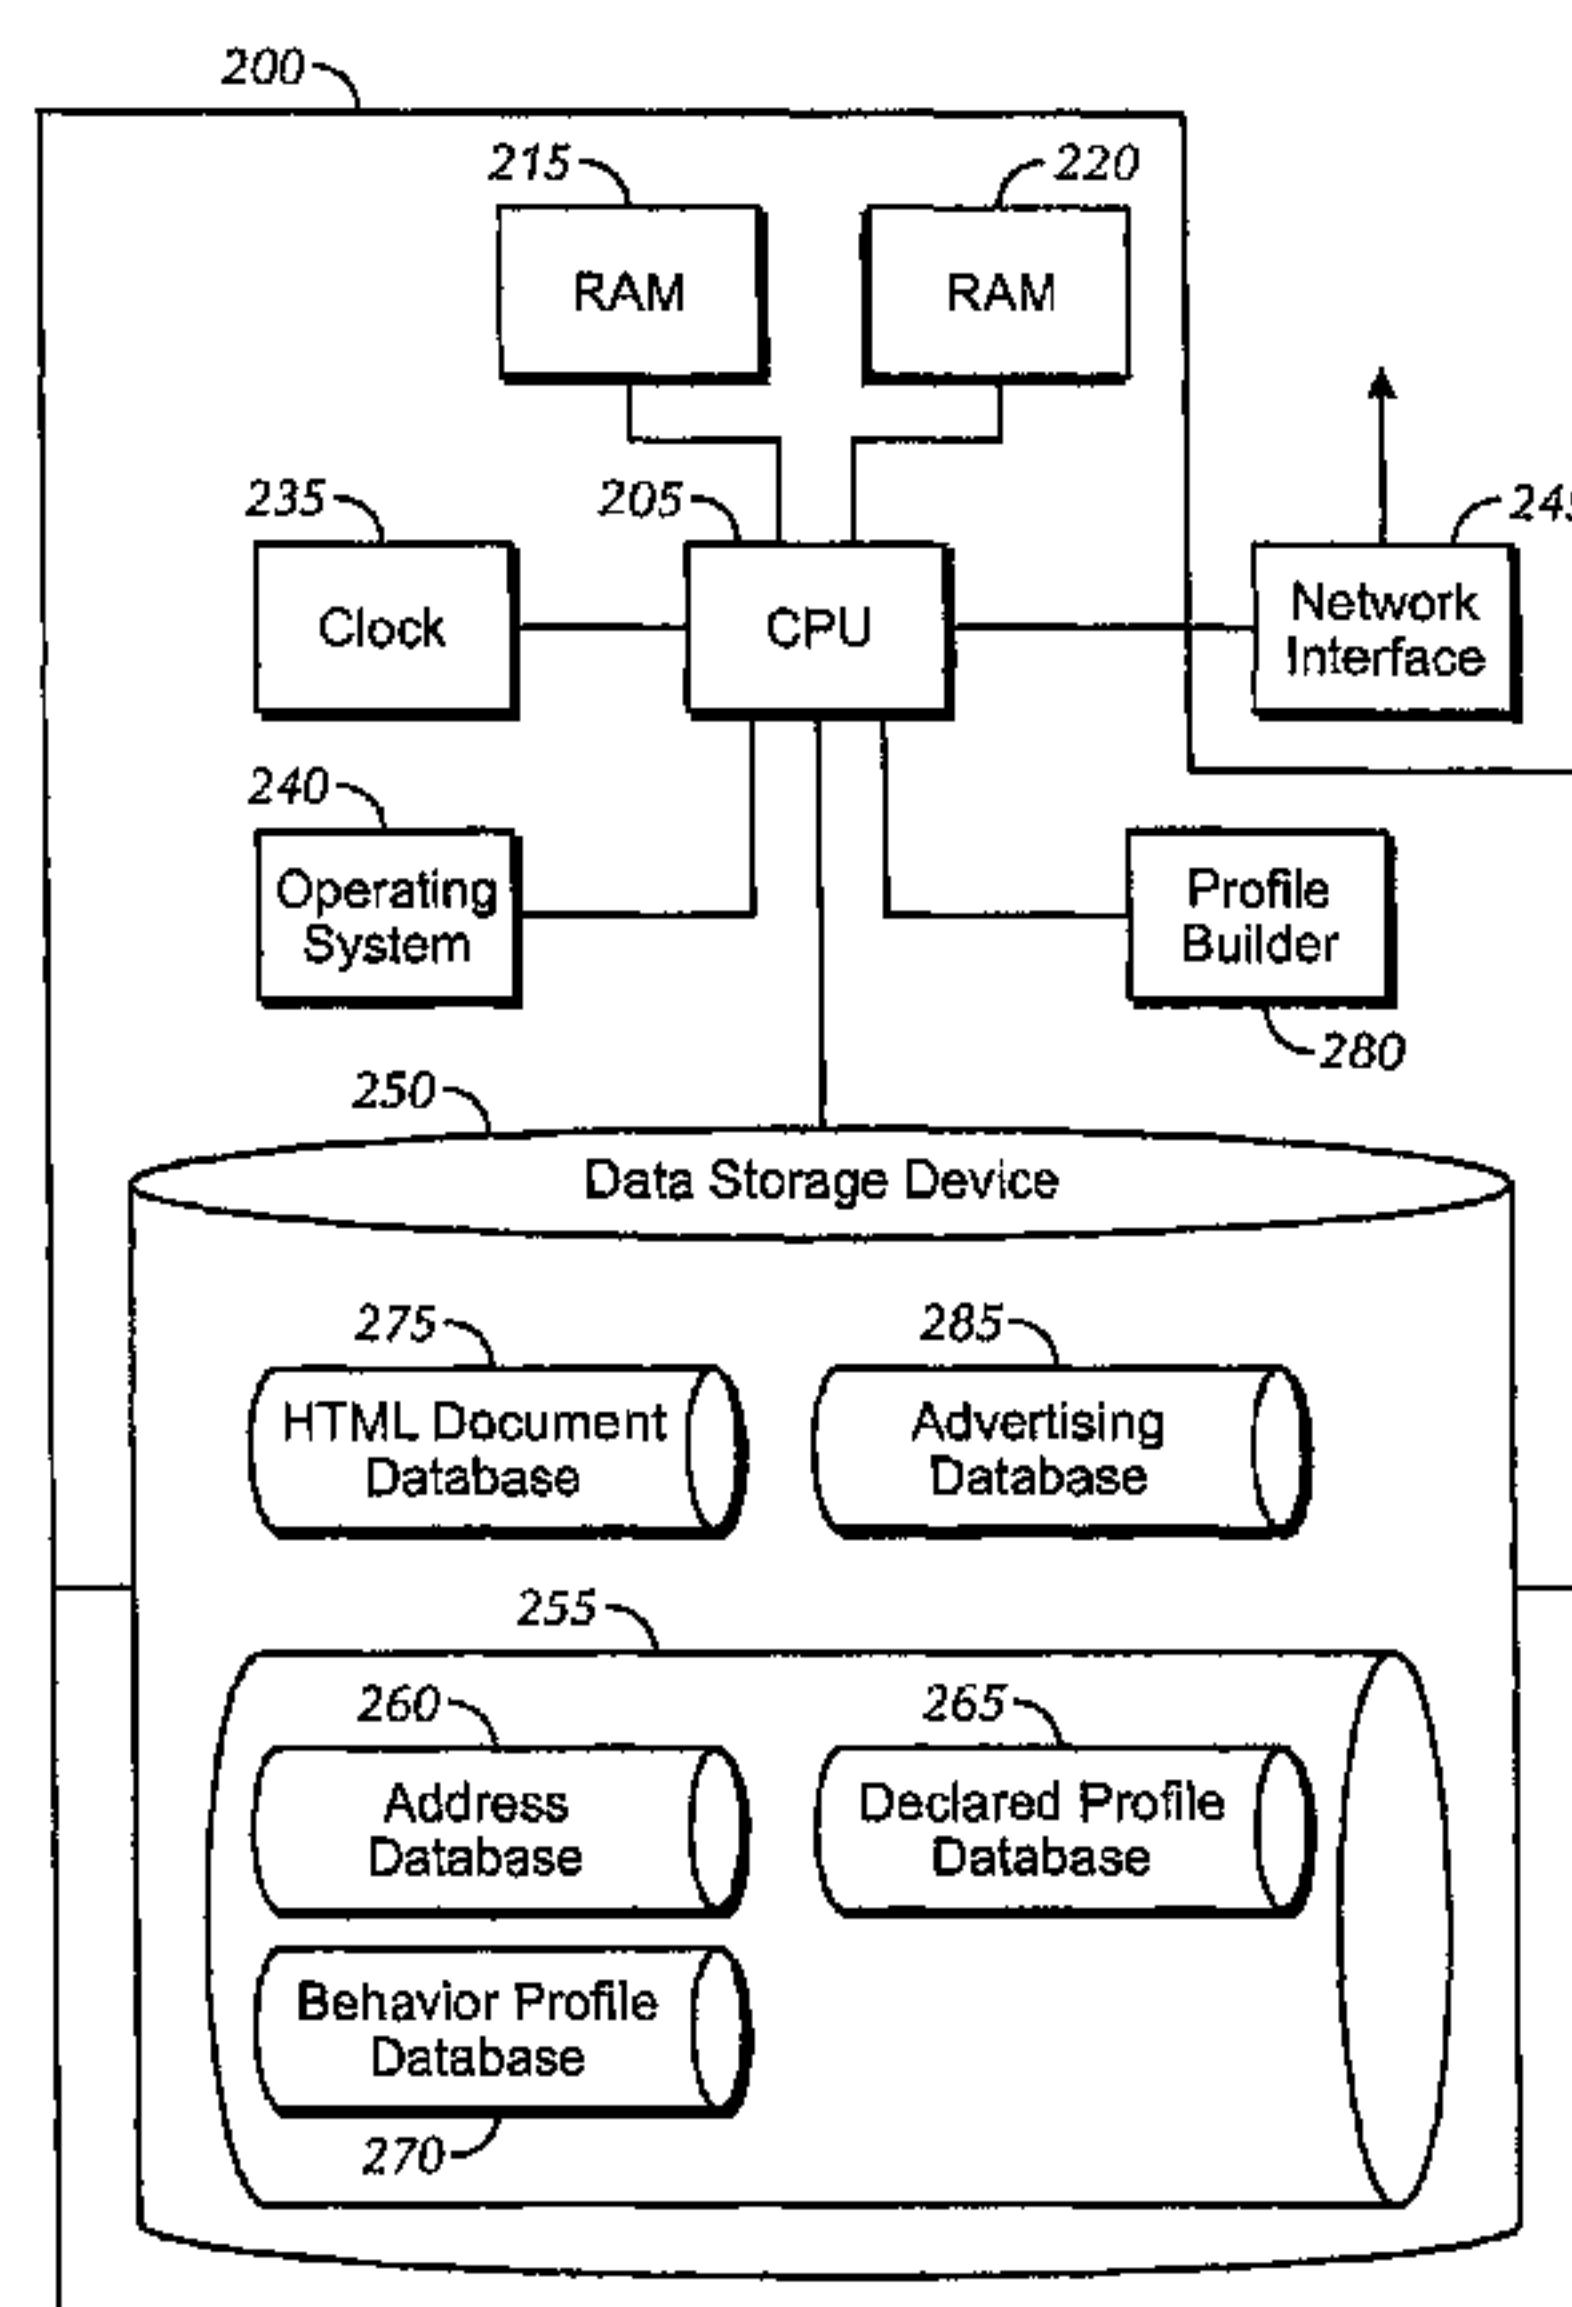 200
215
220
RAM
RAM
235
205
Clock
CPU
Network
Interface
240
Operating
System
Profile
Builder
280
250
Data Storage Device
275
285
HTML Document
Database
Advertising
Database
255
260
265
Address
Database
Declared Profile
Database
Behavior Profile
Database
270